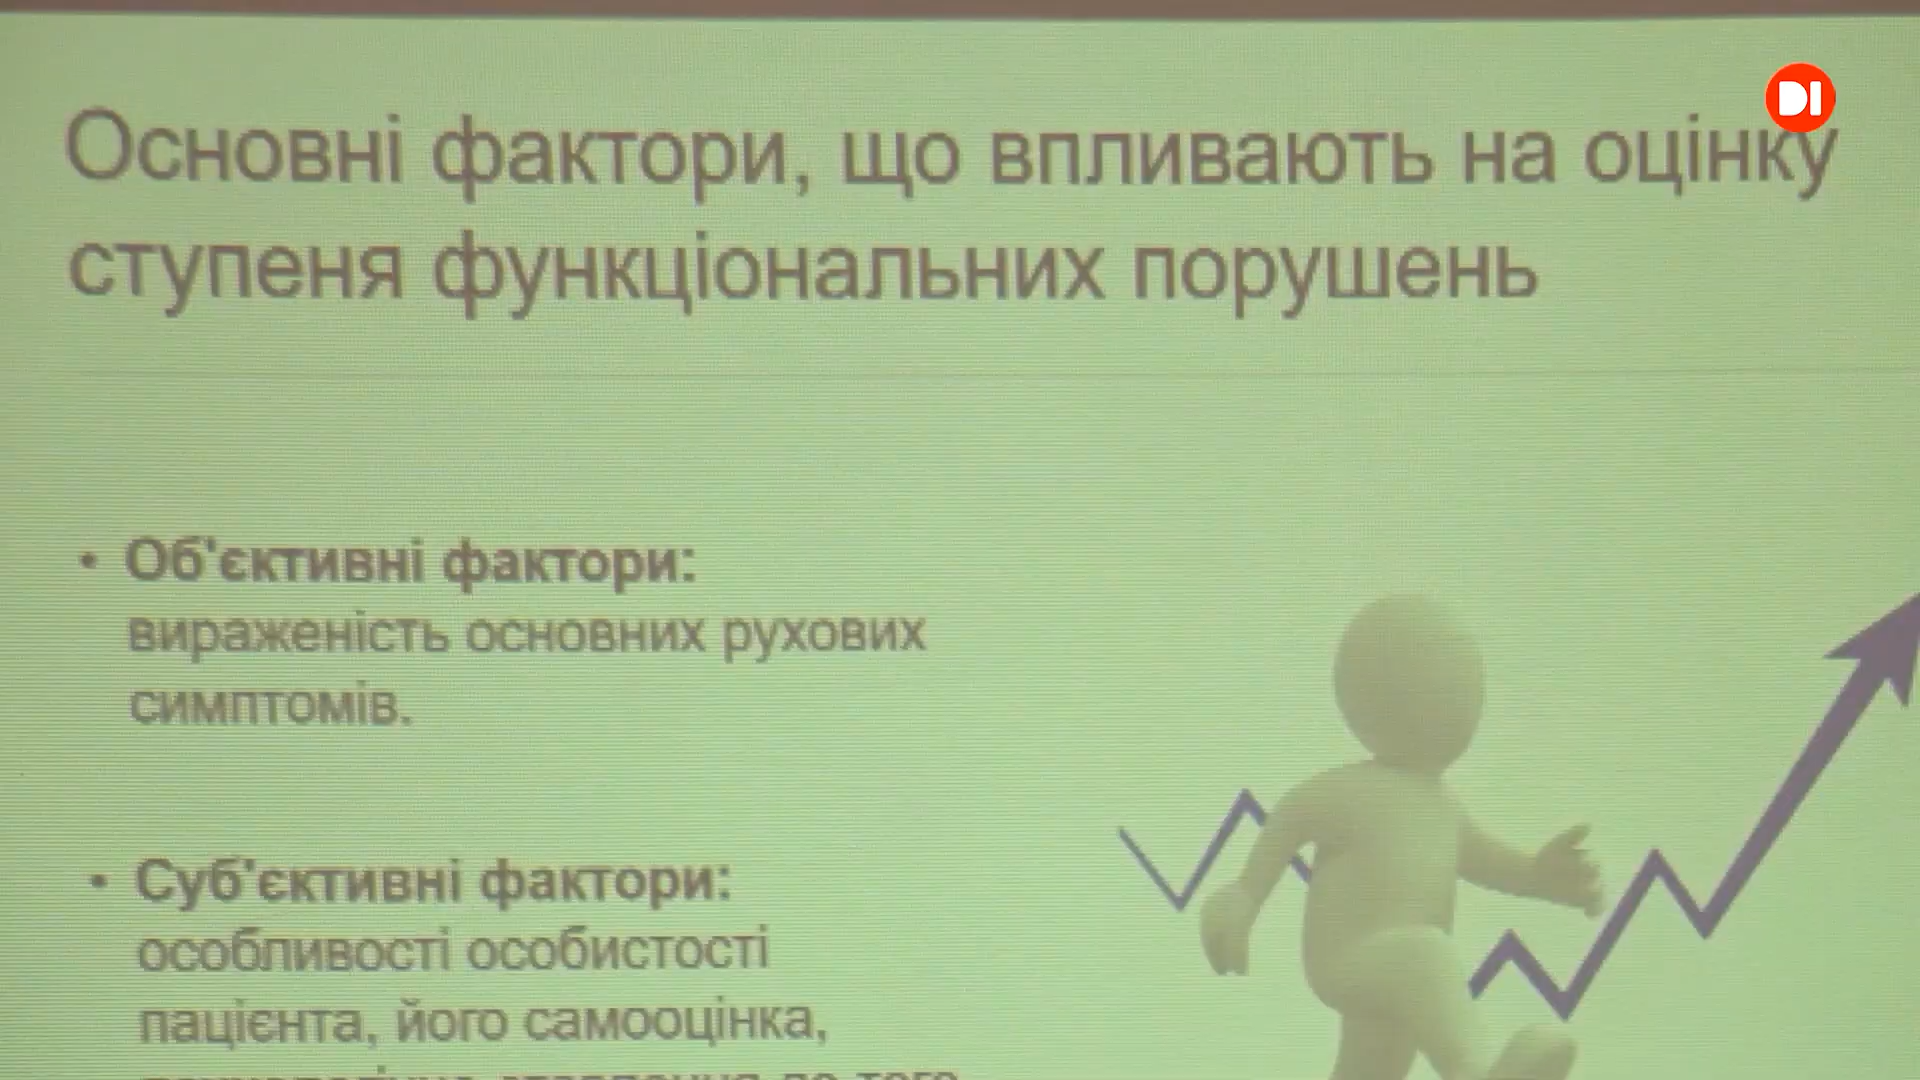 DI
Основні фактори, що впливають на оцінку
ступеня функціональних порушень
• Об'єктивні фактори:
вираженість основних рухових
симптомів.
• Суб'єктивні фактори:
особливості особистості
пацієнта, його самооцінка,